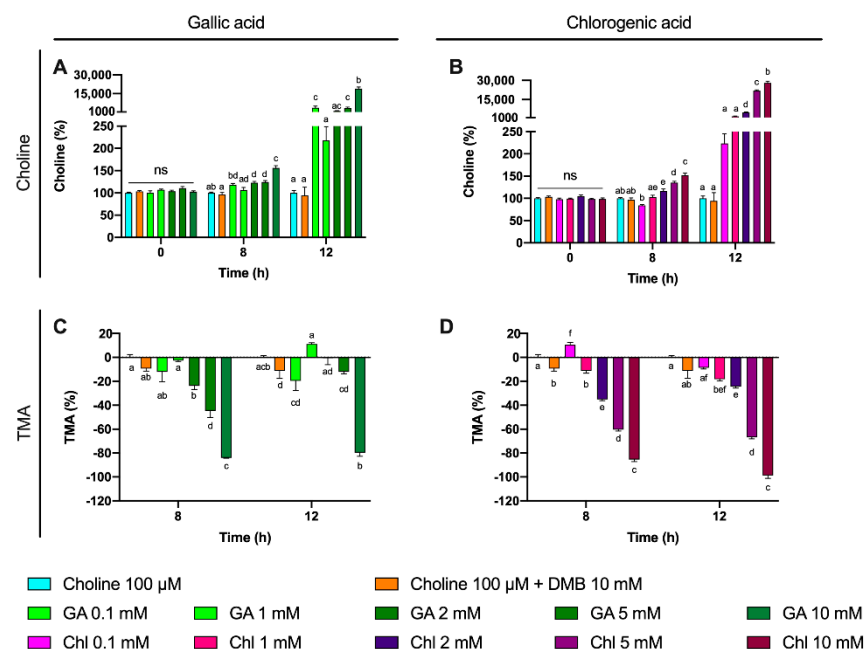 Gallic acid
Chlorogenic acid
Choline
TMA
A
30,000
15,000
1000
250
200
150
100
50
0
Choline (%)
ns
ab a bd ad d d c
a a c a ac c b
0 8 12
Time (h)
B
30,000
15,000
1000
250
200
150
100
50
0
Choline (%)
ns
ab ab b ae e d c
a a a a d c b
0 8 12
Time (h)
C
20
0
-20
-40
-60
-80
-100
-120
TMA (%)
a ab ab a b d c
acb d cd a ad cd b
8 12
Time (h)
D
20
0
-20
-40
-60
-80
-100
-120
TMA (%)
a b f b e d c
a ab af bef e d c
8 12
Time (h)
Choline 100 μM Choline 100 μM + DMB 10 mM
GA 0.1 mM GA 1 mM GA 2 mM GA 5 mM GA 10 mM
Chl 0.1 mM Chl 1 mM Chl 2 mM Chl 5 mM Chl 10 mM